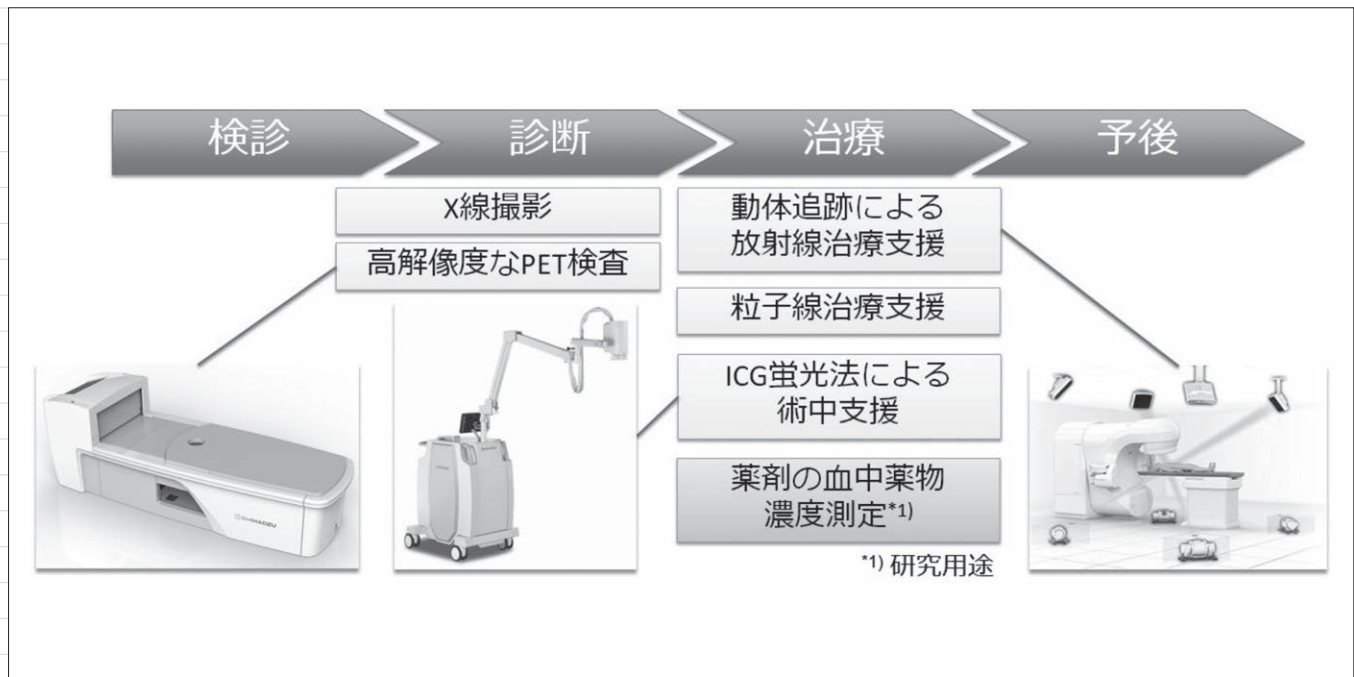 検診
診断
治療
予後
X線撮影
高解像度なPET検査
動体追跡による
放射線治療支援
粒子線治療支援
ICG蛍光法による
術中支援
薬剤の血中薬物
濃度測定*1)
*1) 研究用途
SHIMADZU